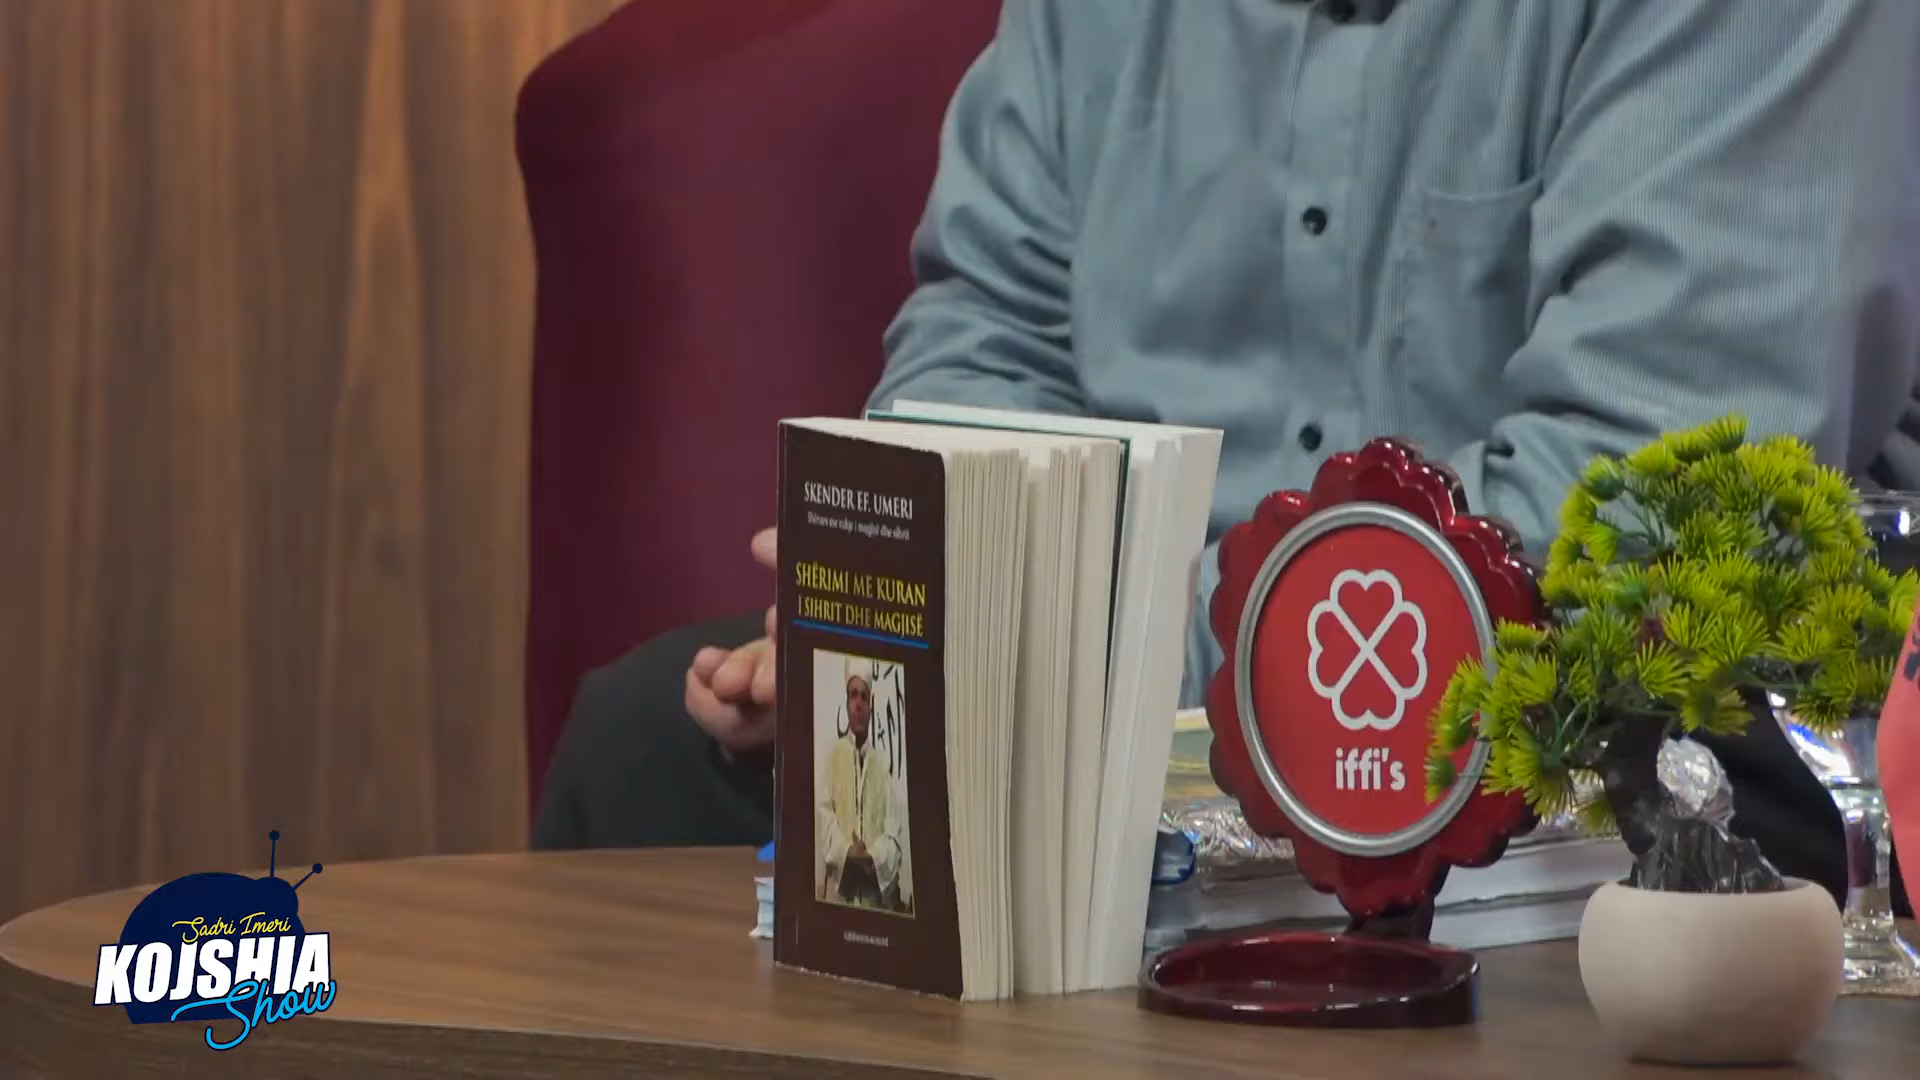 SKENDER EF. UMERI
SHËRIMI ME KURAN
I SIHRIT DHE MAGJISË
iffi's
Sadri Imeri
KOJSHIA
Show